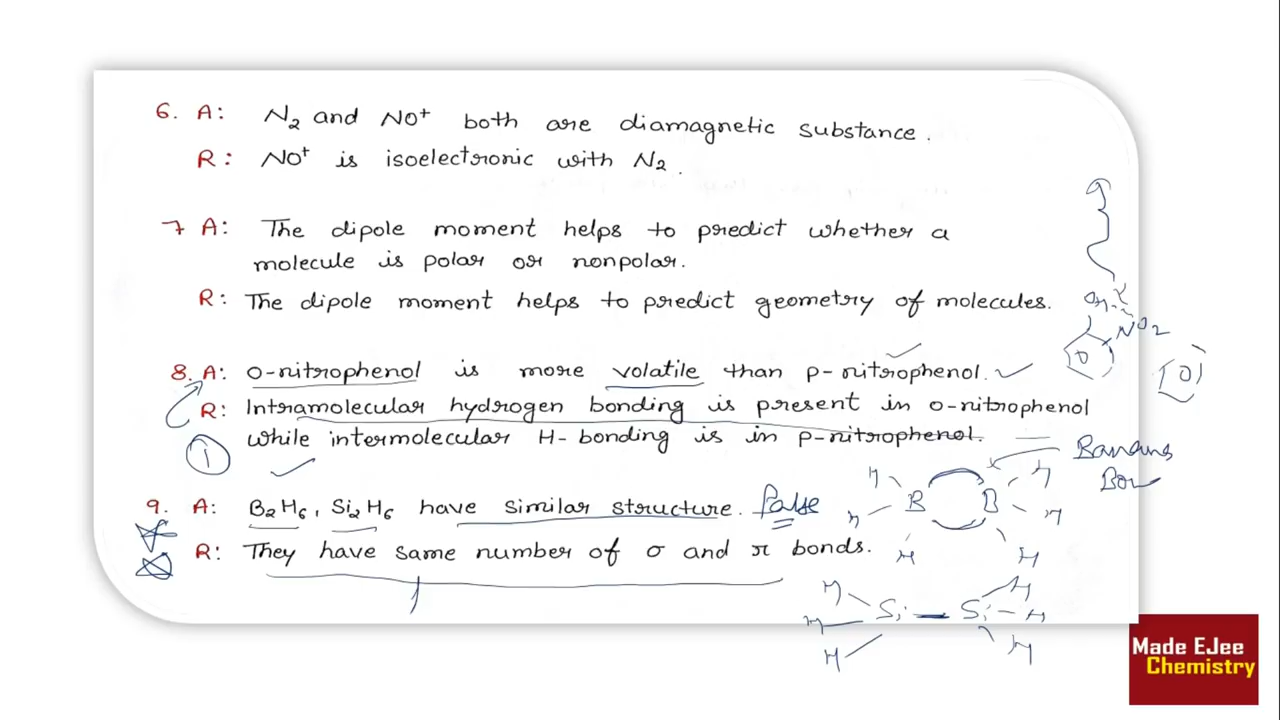 6. A: N2 and NO+ both are diamagnetic substance.
R: NO+ is isoelectronic with N2.
7 A: The dipole moment helps to predict whether a
molecule is polar or nonpolar.
R: The dipole moment helps to predict geometry of molecules.
OH
NO2
8. A: O-nitrophenol is more volatile than p-nitrophenol.
R: Intramolecular hydrogen bonding is present in o-nitrophenol
while intermolecular H-bonding is in p-nitrophenol.
1
Banana
Bon
9. A: B2H6, Si2H6 have similar structure. False
R: They have same number of σ and π bonds.
H H
B B
H H
H H
H H
H Si Si H
H H
Made EJee
Chemistry